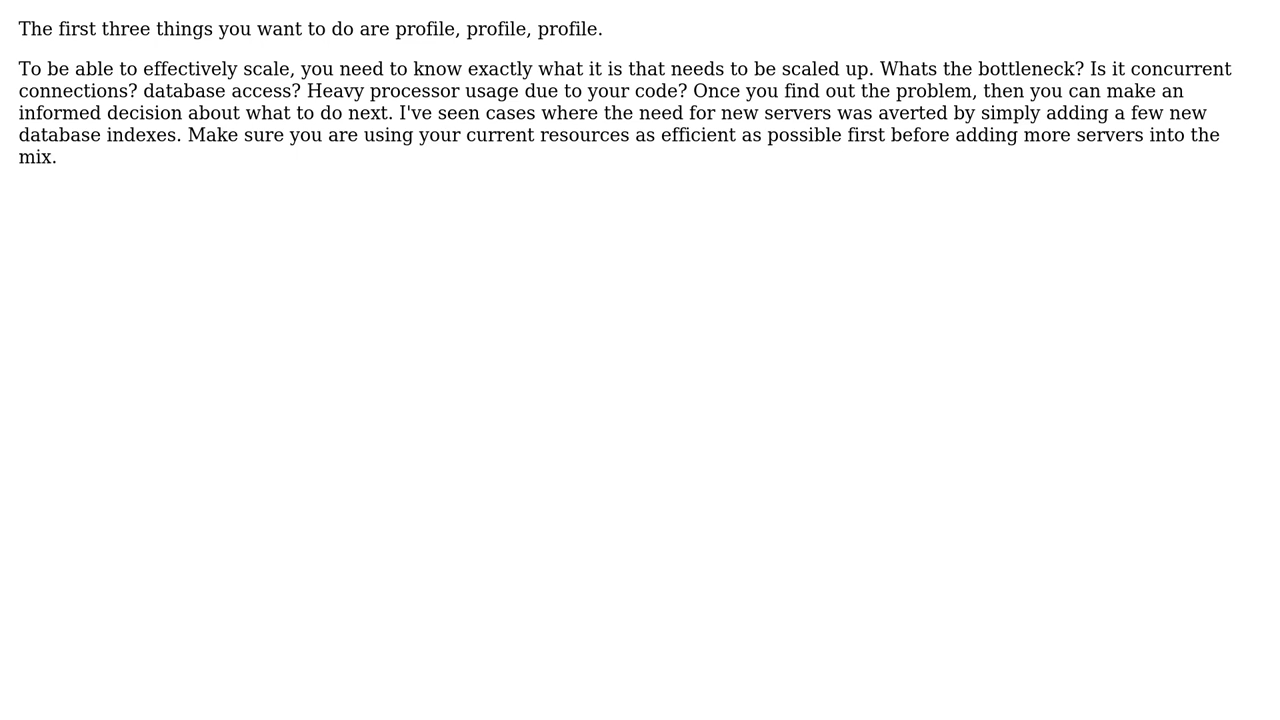 The first three things you want to do are profile, profile, profile.
To be able to effectively scale, you need to know exactly what it is that needs to be scaled up. Whats the bottleneck? Is it concurrent
connections? database access? Heavy processor usage due to your code? Once you find out the problem, then you can make an
informed decision about what to do next. I've seen cases where the need for new servers was averted by simply adding a few new
database indexes. Make sure you are using your current resources as efficient as possible first before adding more servers into the
mix.